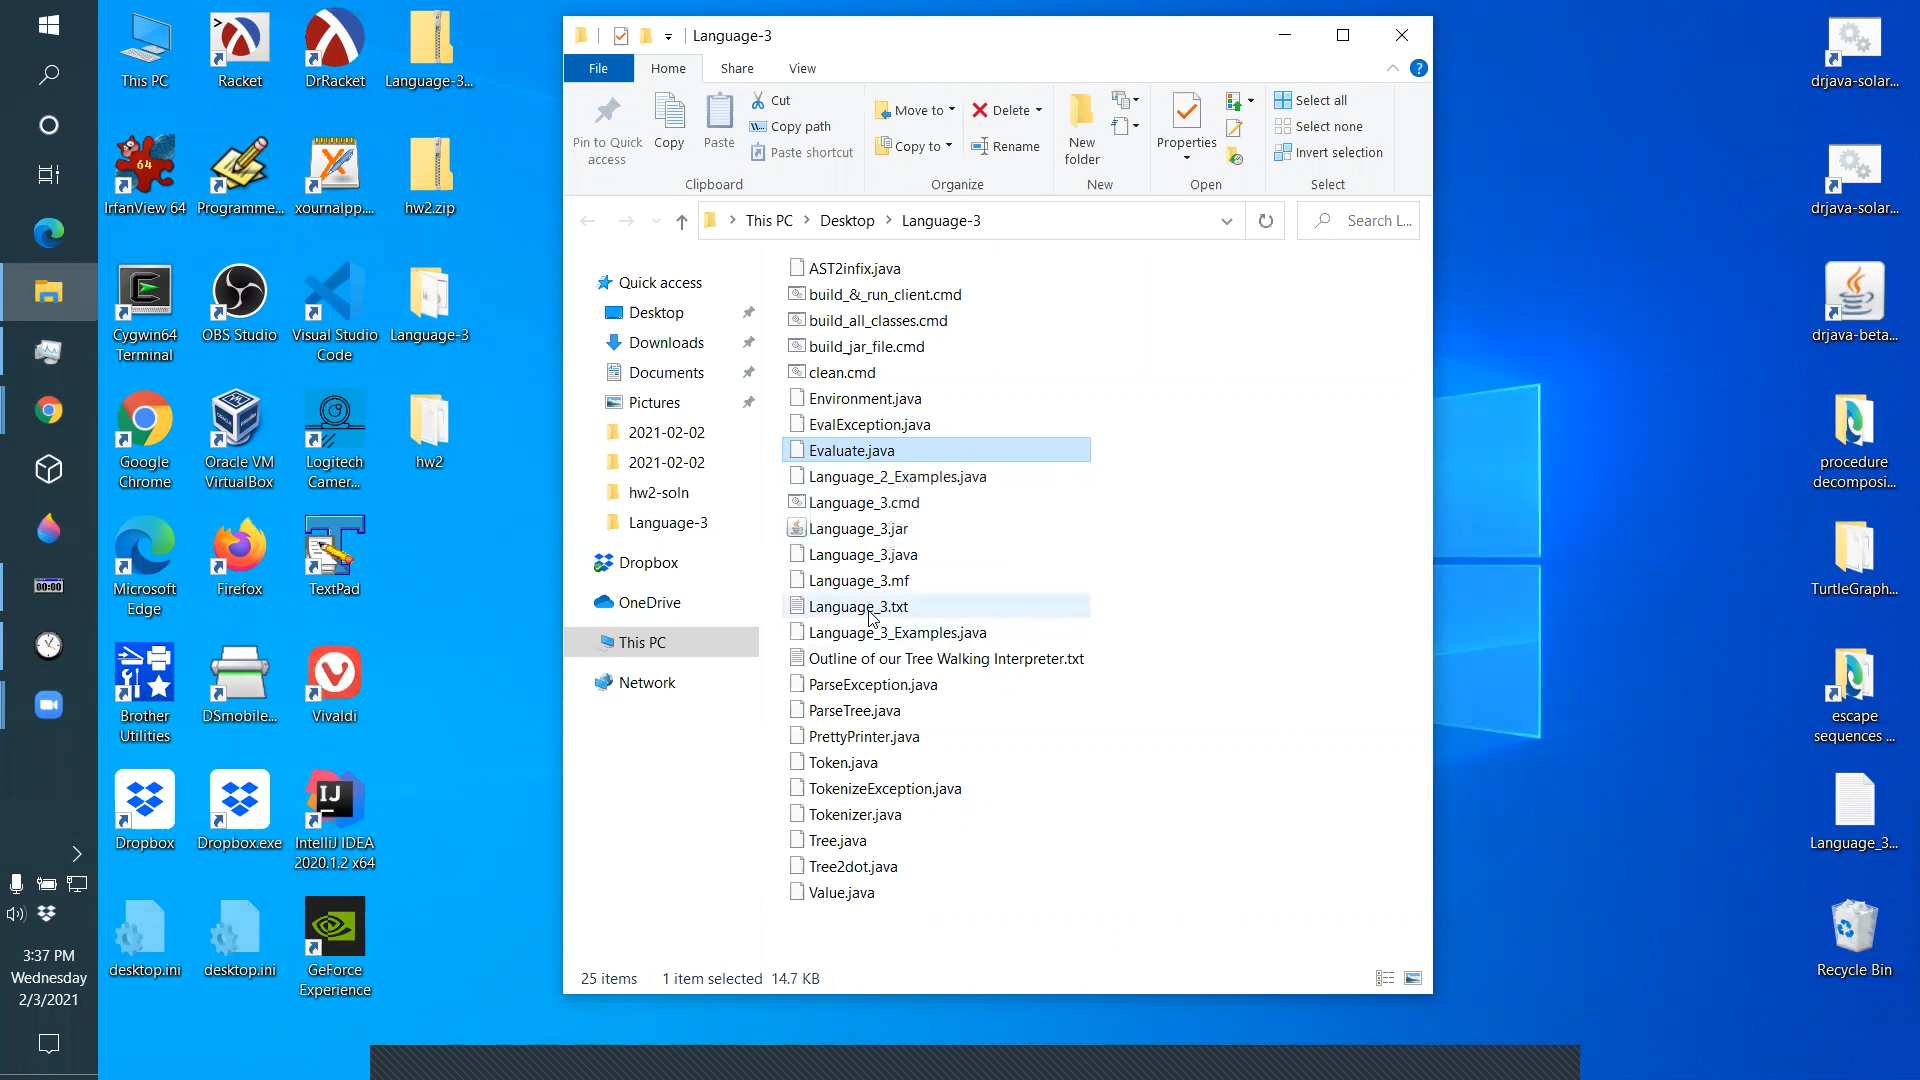 This PC
Racket
DrRacket
Language-3...
IrfanView 64
Programme...
xournalpp....
hw2.zip
Cygwin64
Terminal
OBS Studio
Visual Studio
Code
Language-3
Google
Chrome
Oracle VM
VirtualBox
Logitech
Camer...
hw2
Microsoft
Edge
Firefox
TextPad
Brother
Utilities
DSmobile...
Vivaldi
Dropbox
Dropbox.exe
IntelliJ IDEA
2020.1.2 x64
desktop.ini
desktop.ini
GeForce
Experience
00:00
3:37 PM
Wednesday
2/3/2021
Language-3
File
Home
Share
View
Pin to Quick
access
Copy
Paste
Cut
Copy path
Paste shortcut
Clipboard
Move to
Copy to
Delete
Rename
Organize
New
folder
New
Properties
Open
Select all
Select none
Invert selection
Select
This PC > Desktop > Language-3
Search L...
Quick access
Desktop
Downloads
Documents
Pictures
2021-02-02
2021-02-02
hw2-soln
Language-3
Dropbox
OneDrive
This PC
Network
AST2infix.java
build_&_run_client.cmd
build_all_classes.cmd
build_jar_file.cmd
clean.cmd
Environment.java
EvalException.java
Evaluate.java
Language_2_Examples.java
Language_3.cmd
Language_3.jar
Language_3.java
Language_3.mf
Language_3.txt
Language_3_Examples.java
Outline of our Tree Walking Interpreter.txt
ParseException.java
ParseTree.java
PrettyPrinter.java
Token.java
TokenizeException.java
Tokenizer.java
Tree.java
Tree2dot.java
Value.java
25 items
1 item selected 14.7 KB
drjava-solar...
drjava-solar...
drjava-beta...
procedure
decomposi...
TurtleGraph...
escape
sequences ...
Language_3...
Recycle Bin
64
IJ